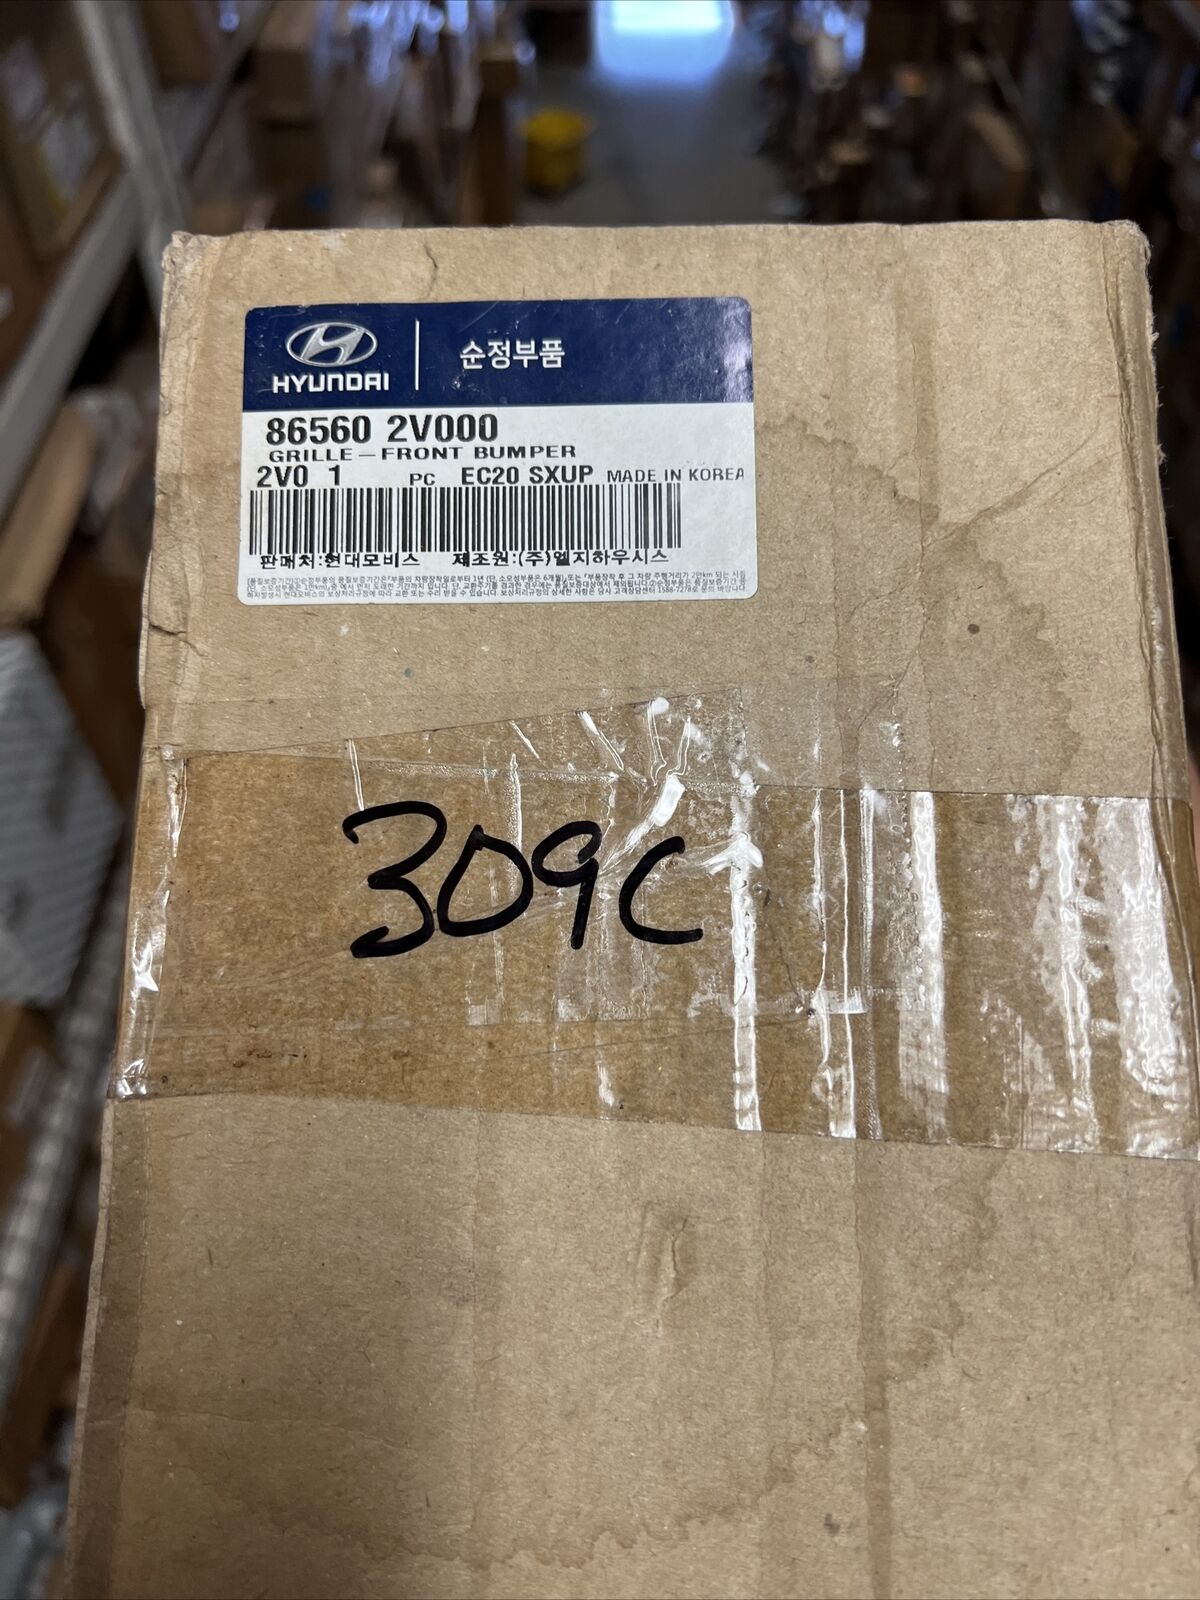 HYUNDAI
순정부품
86560 2V000
GRILLE-FRONT BUMPER
2V0 1 PC EC20 SXUP MADE IN KOREA
판매처:현대모비스 제조원:(주)엘지하우시스
309C